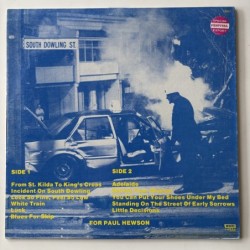 SOUTH DOWLING ST.
SIDE 1
From St. Kilda To King's Cross
Incident On South Dowling
Look So Fine, Feel So Low
White Train
Luck
Blues For Skip
SIDE 2
Adelaide
You Can Put Your Shoes Under My Bed
Standing On The Street Of Early Sorrows
Little Decisions
FOR PAUL HEWSON